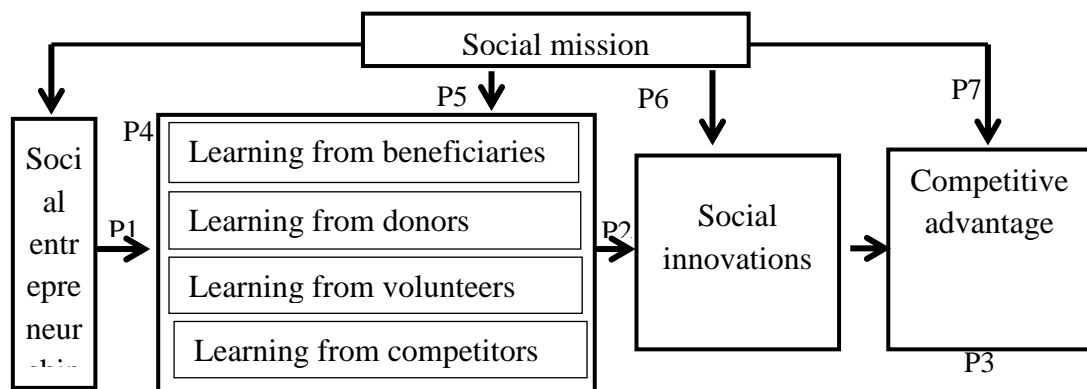 Social mission
P5
P6
P7
P4
Soci
al
entr
epre
neur
Learning from beneficiaries
Learning from donors
Learning from volunteers
Learning from competitors
P1
P2
Social
innovations
Competitive
advantage
P3